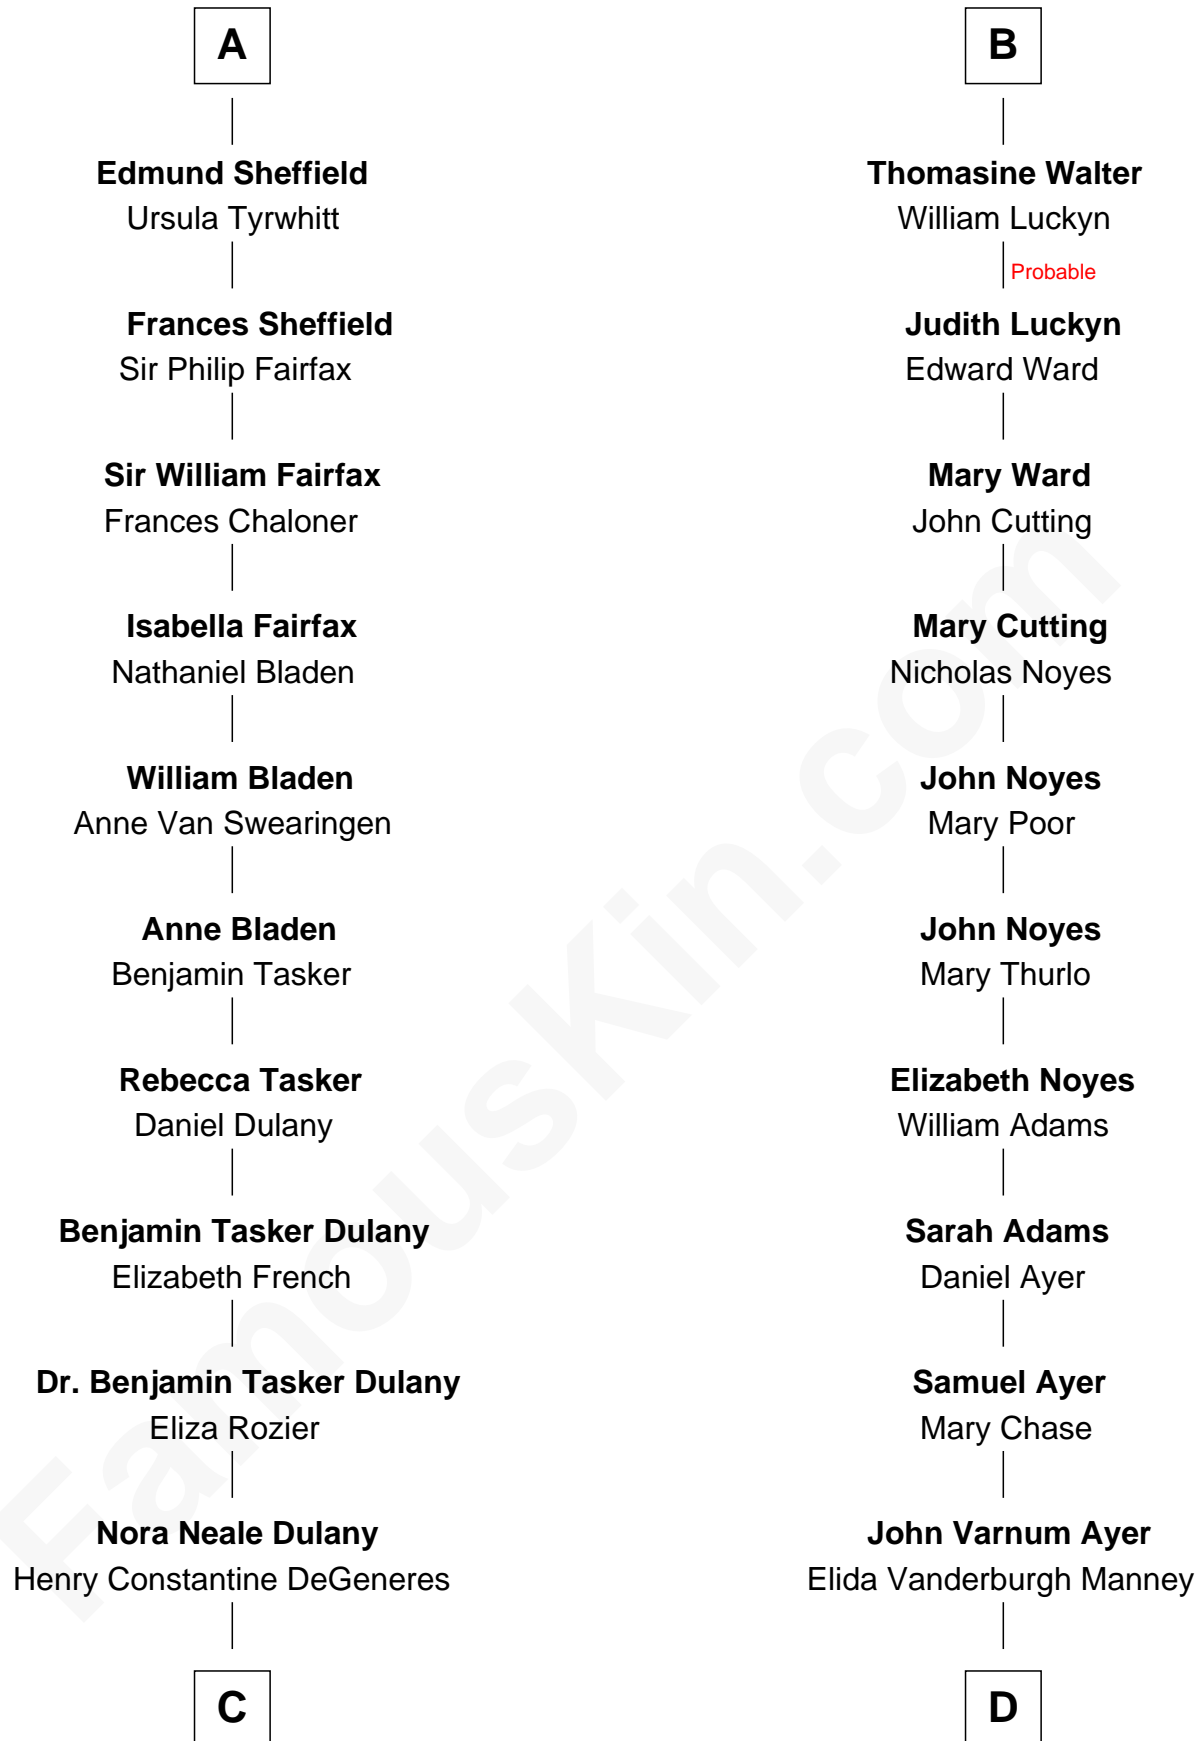 A
Edmund Sheffield
Ursula Tyrwhitt
Frances Sheffield
Sir Philip Fairfax
Sir William Fairfax
Frances Chaloner
Isabella Fairfax
Nathaniel Bladen
William Bladen
Anne Van Swearingen
Anne Bladen
Benjamin Tasker
Rebecca Tasker
Daniel Dulany
Benjamin Tasker Dulany
Elizabeth French
Dr. Benjamin Tasker Dulany
Eliza Rozier
Nora Neale Dulany
Henry Constantine DeGeneres
C
B
Thomasine Walter
William Luckyn
Probable
Judith Luckyn
Edward Ward
Mary Ward
John Cutting
Mary Cutting
Nicholas Noyes
John Noyes
Mary Poor
John Noyes
Mary Thurlo
Elizabeth Noyes
William Adams
Sarah Adams
Daniel Ayer
Samuel Ayer
Mary Chase
John Varnum Ayer
Elida Vanderburgh Manney
D
FamousKin.com